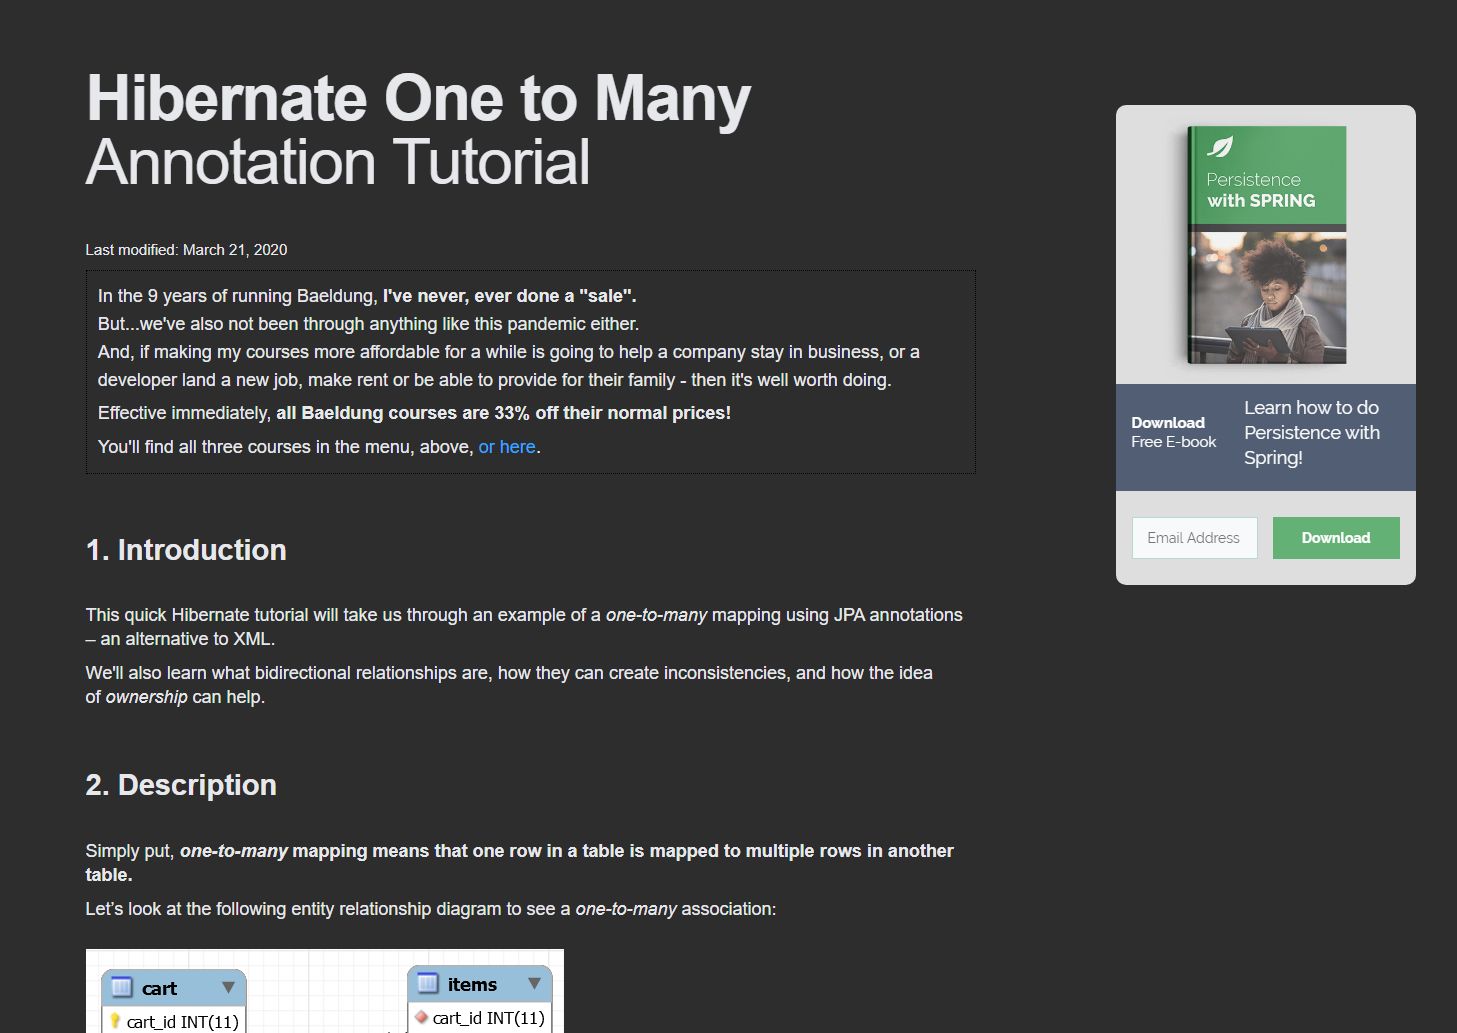 Hibernate One to Many
Annotation Tutorial
Last modified: March 21, 2020
In the 9 years of running Baeldung, I've never, ever done a "sale".
But...we've also not been through anything like this pandemic either.
And, if making my courses more affordable for a while is going to help a company stay in business, or a
developer land a new job, make rent or be able to provide for their family - then it's well worth doing.
Effective immediately, all Baeldung courses are 33% off their normal prices!
You'll find all three courses in the menu, above, or here.
1. Introduction
This quick Hibernate tutorial will take us through an example of a one-to-many mapping using JPA annotations
– an alternative to XML.
We'll also learn what bidirectional relationships are, how they can create inconsistencies, and how the idea
of ownership can help.
2. Description
Simply put, one-to-many mapping means that one row in a table is mapped to multiple rows in another
table.
Let’s look at the following entity relationship diagram to see a one-to-many association:
cart
cart_id INT(11)
items
cart_id INT(11)
Persistence
with SPRING
Download
Free E-book
Learn how to do
Persistence with
Spring!
Email Address
Download